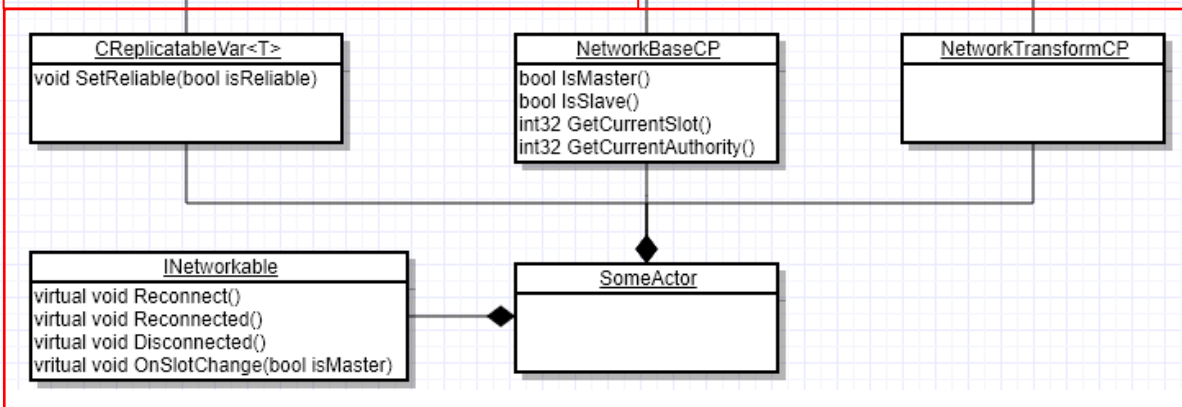 CReplicatableVar<T>
void SetReliable(bool isReliable)
NetworkBaseCP
bool IsMaster()
bool IsSlave()
int32 GetCurrentSlot()
int32 GetCurrentAuthority()
NetworkTransformCP
INetworkable
virtual void Reconnect()
virtual void Reconnected()
virtual void Disconnected()
vritual void OnSlotChange(bool isMaster)
SomeActor